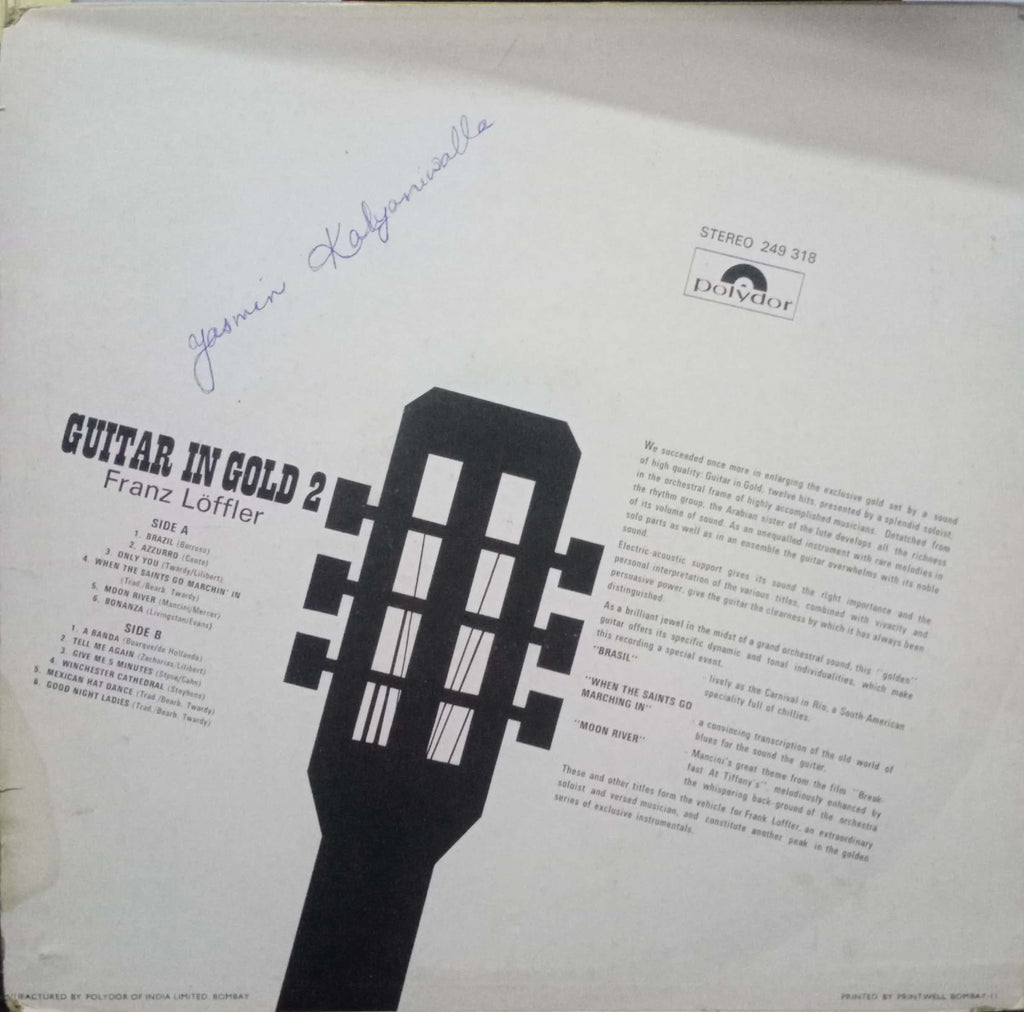 Yasmin Kalyaniwalla
STEREO 249 318
polydor
GUITAR IN GOLD 2
Franz Löffler
SIDE A
1. BRAZIL (Barroso)
2. AZZURRO (Conte)
3. ONLY YOU (Twardy/Lilibert)
4. WHEN THE SAINTS GO MARCHIN' IN
(Trad./Bearb. Twardy)
5. MOON RIVER (Mancini/Mercer)
6. BONANZA (Livingston/Evans)
SIDE B
1. A BANDA (Buarque/de Hollanda)
2. TELL ME AGAIN (Zacharias/Lilibert)
3. GIVE ME 5 MINUTES (Stone/Cahn)
4. WINCHESTER CATHEDRAL (Stephens)
5. MEXICAN HAT DANCE (Trad./Bearb. Twardy)
6. GOOD NIGHT LADIES (Trad./Bearb. Twardy)
We succeeded once more in enlarging the exclusive gold set by a sound
of high quality: Guitar in Gold, twelve hits, presented by a splendid soloist,
in the orchestral frame of highly accomplished musicians. Detatched from
the rhythm group, the Arabian sister of the lute develops all the richness
of its volume of sound. As an unequalled instrument with rare melodies in
solo parts as well as in an ensemble the guitar overwhelms with its noble
sound.
Electric-acoustic support gives its sound the right importance and the
personal interpretation of the various titles, combined with vivacity and
persuasive power, give the guitar the clearness by which it has always been
distinguished.
As a brilliant jewel in the midst of a grand orchestral sound, this "golden"
guitar offers its specific dynamic and tonal individualities, which make
this recording a special event.
"BRASIL" - lively as the Carnival in Rio, a South-American
speciality full of chillies.
"WHEN THE SAINTS GO
MARCHING IN" - a convincing transcription of the old world of
blues for the sound the guitar.
"MOON RIVER" - Mancini's great theme from the film "Break-
fast At Tiffany's" melodiously enhanced by
the whispering back-ground of the orchestra
These and other titles form the vehicle for Frank Loffler, an extraordinary
soloist and versed musician, and constitute another peak in the golden
series of exclusive instrumentals.
UFACTURED BY POLYDOR OF INDIA LIMITED, BOMBAY
PRINTED BY PRINTWELL BOMBAY-11